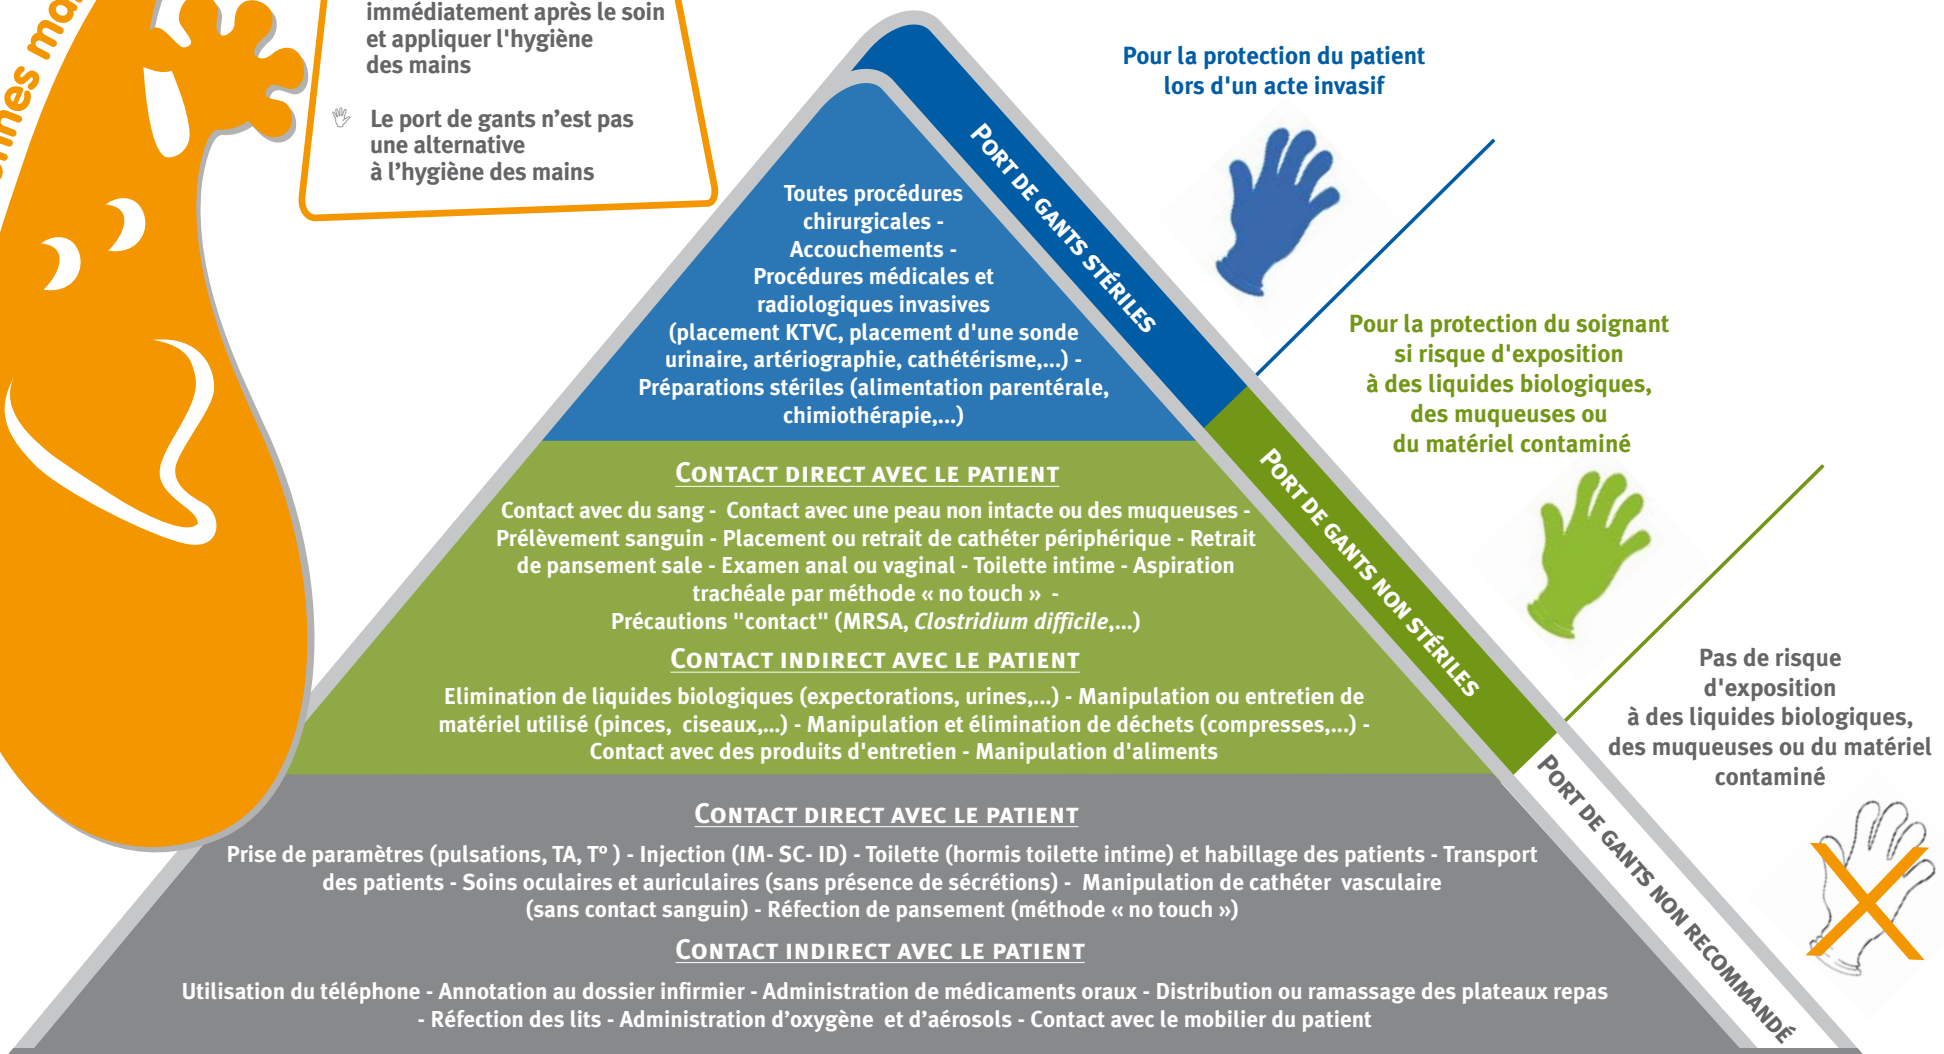 immédiatement après le soin
et appliquer l'hygiène
des mains
Le port de gants n’est pas
une alternative
à l’hygiène des mains
Pour la protection du patient
lors d'un acte invasif
PORT DE GANTS STÉRILES
Toutes procédures
chirurgicales -
Accouchements -
Procédures médicales et
radiologiques invasives
(placement KTVC, placement d'une sonde
urinaire, artériographie, cathétérisme,...) -
Préparations stériles (alimentation parentérale,
chimiothérapie,...)
Pour la protection du soignant
si risque d'exposition
à des liquides biologiques,
des muqueuses ou
du matériel contaminé
PORT DE GANTS NON STÉRILES
CONTACT DIRECT AVEC LE PATIENT
Contact avec du sang - Contact avec une peau non intacte ou des muqueuses -
Prélèvement sanguin - Placement ou retrait de cathéter périphérique - Retrait
de pansement sale - Examen anal ou vaginal - Toilette intime - Aspiration
trachéale par méthode « no touch » -
Précautions "contact" (MRSA, Clostridium difficile,...)
CONTACT INDIRECT AVEC LE PATIENT
Elimination de liquides biologiques (expectorations, urines,...) - Manipulation ou entretien de
matériel utilisé (pinces, ciseaux,...) - Manipulation et élimination de déchets (compresses,...) -
Contact avec des produits d'entretien - Manipulation d'aliments
Pas de risque
d'exposition
à des liquides biologiques,
des muqueuses ou du matériel
contaminé
PORT DE GANTS NON RECOMMANDÉ
CONTACT DIRECT AVEC LE PATIENT
Prise de paramètres (pulsations, TA, T° ) - Injection (IM- SC- ID) - Toilette (hormis toilette intime) et habillage des patients - Transport
des patients - Soins oculaires et auriculaires (sans présence de sécrétions) - Manipulation de cathéter vasculaire
(sans contact sanguin) - Réfection de pansement (méthode « no touch »)
CONTACT INDIRECT AVEC LE PATIENT
Utilisation du téléphone - Annotation au dossier infirmier - Administration de médicaments oraux - Distribution ou ramassage des plateaux repas
- Réfection des lits - Administration d’oxygène et d’aérosols - Contact avec le mobilier du patient